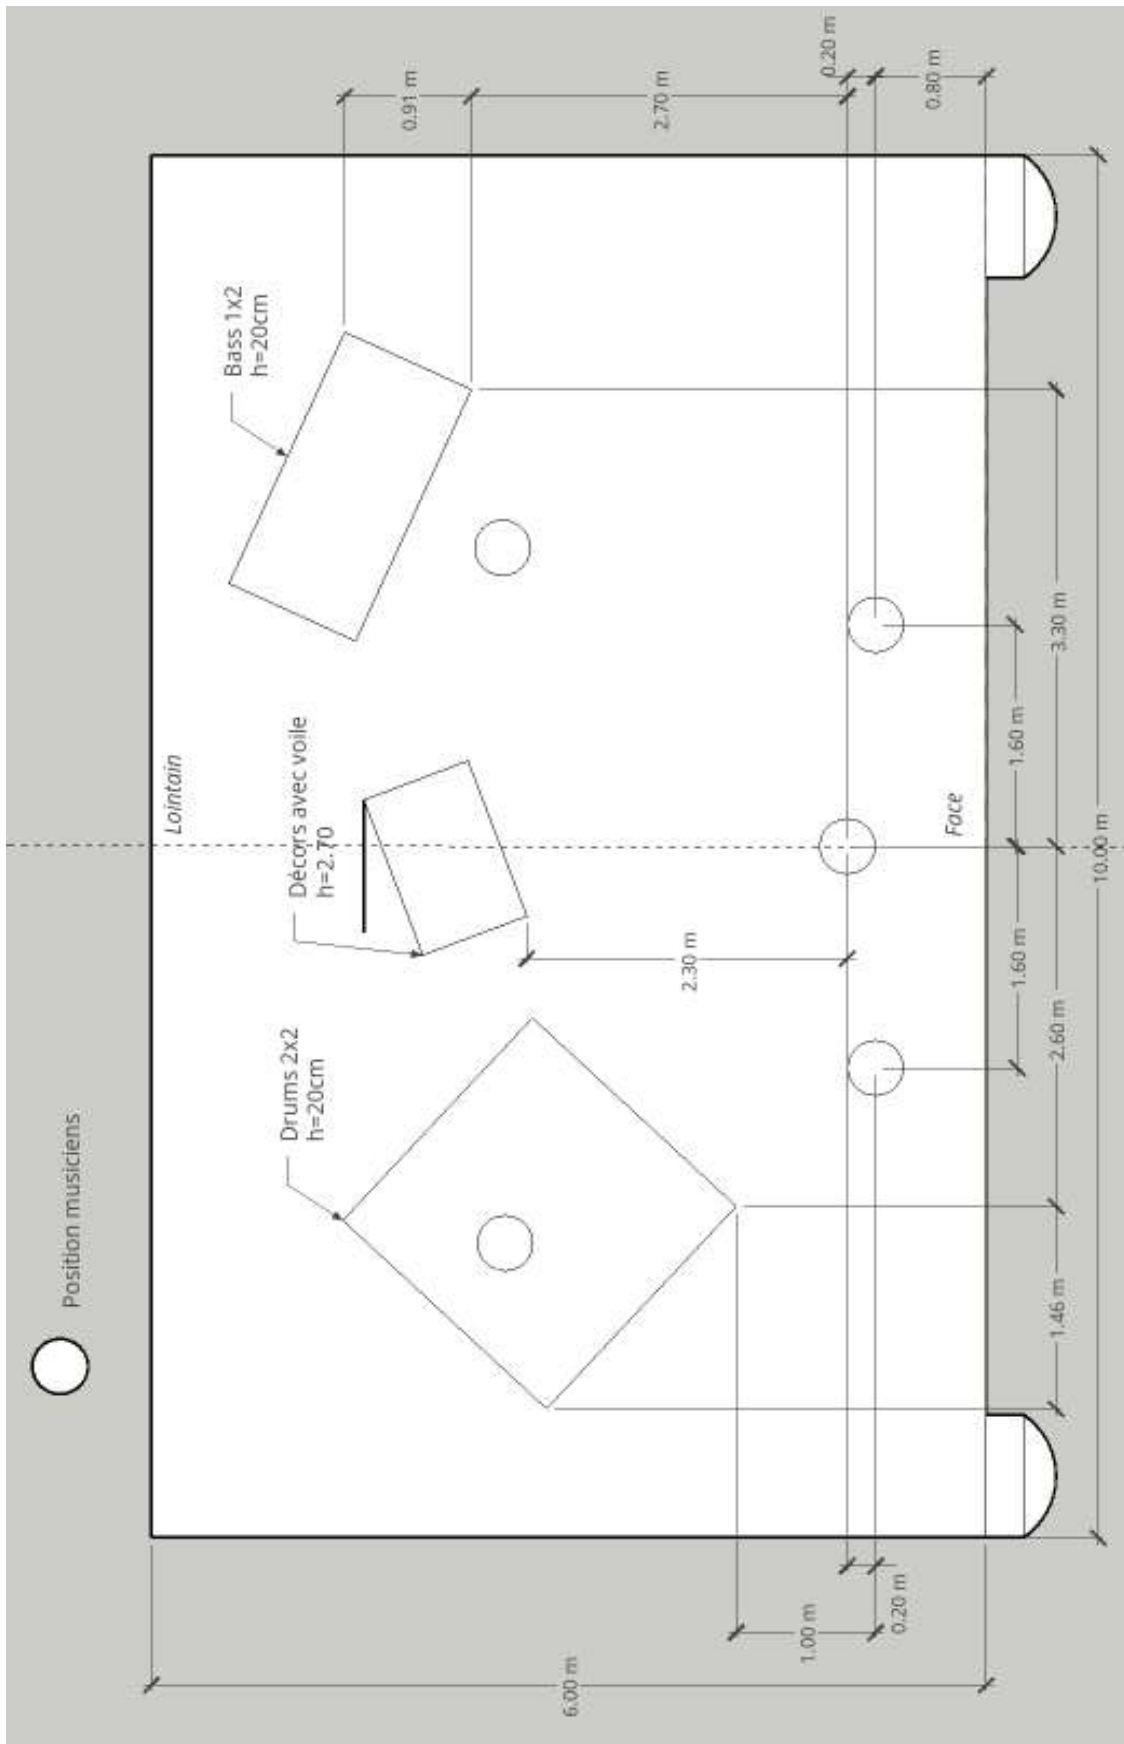 Position musiciens
Lointain
Drums 2x2
h=20cm
Décors avec voile
h=2.70
Bass 1x2
h=20cm
0.20 m
0.91 m
2.70 m
0.80 m
2.30 m
Face
1.60 m
1.60 m
3.30 m
2.60 m
1.46 m
10.00 m
1.00 m
0.20 m
6.00 m